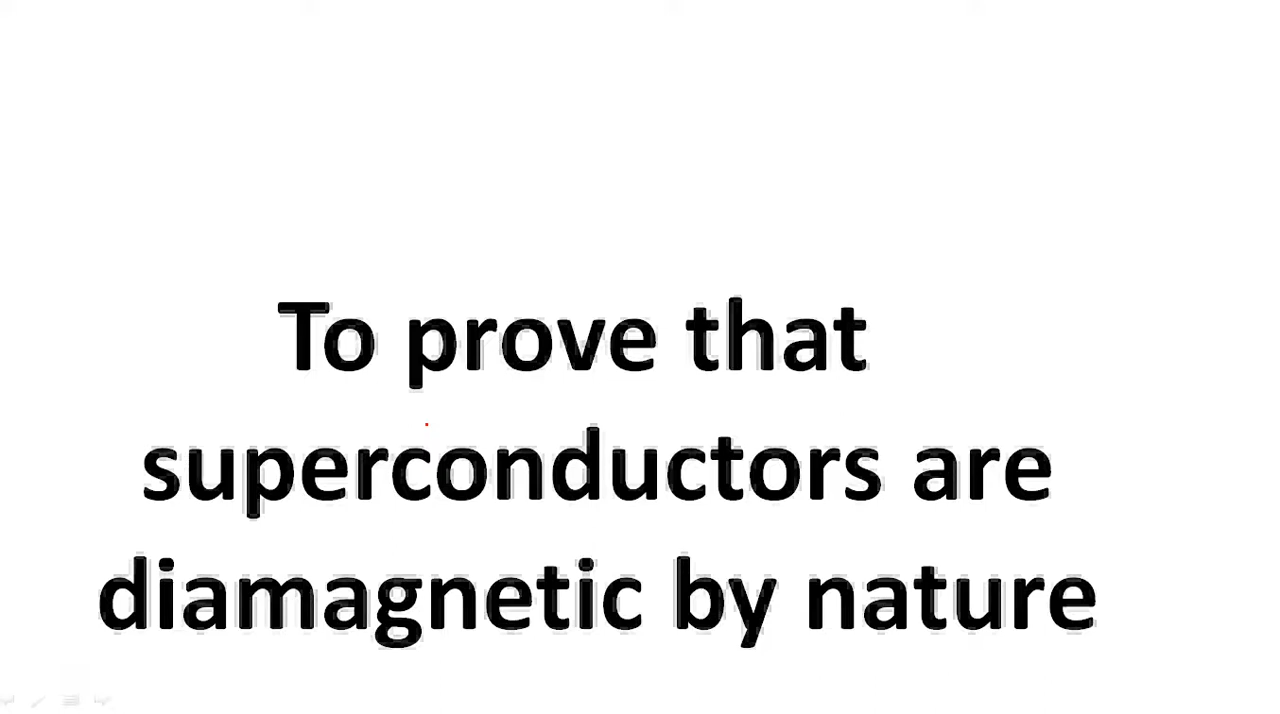 To prove that
superconductors are
diamagnetic by nature